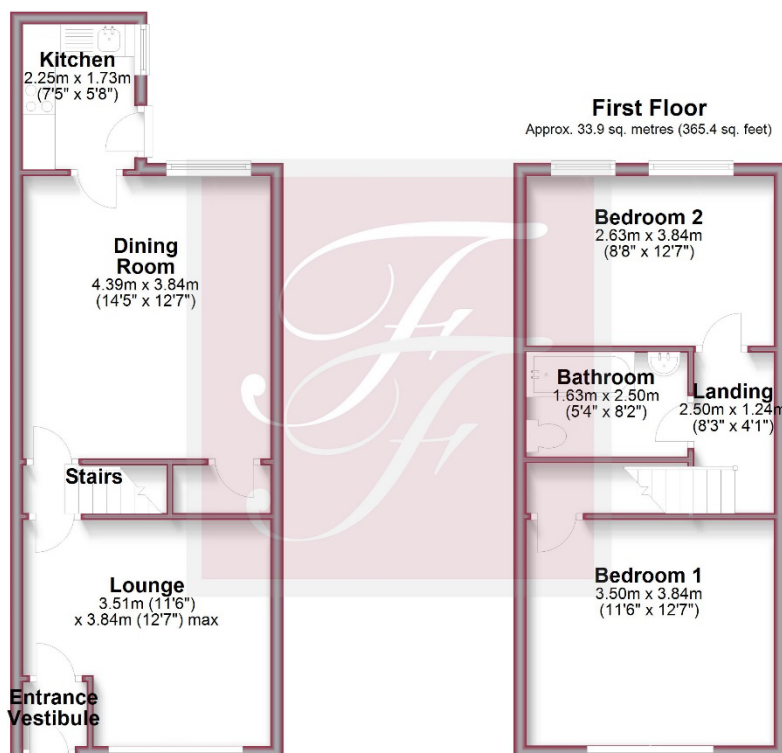 Kitchen
2.25m x 1.73m
(7'5" x 5'8")
Dining
Room
4.39m x 3.84m
(14'5" x 12'7")
Stairs
Lounge
3.51m (11'6")
x 3.84m (12'7") max
Entrance
Vestibule
First Floor
Approx. 33.9 sq. metres (365.4 sq. feet)
Bedroom 2
2.63m x 3.84m
(8'8" x 12'7")
Bathroom
1.63m x 2.50m
(5'4" x 8'2")
Landing
2.50m x 1.24m
(8'3" x 4'1")
Bedroom 1
3.50m x 3.84m
(11'6" x 12'7")
FF